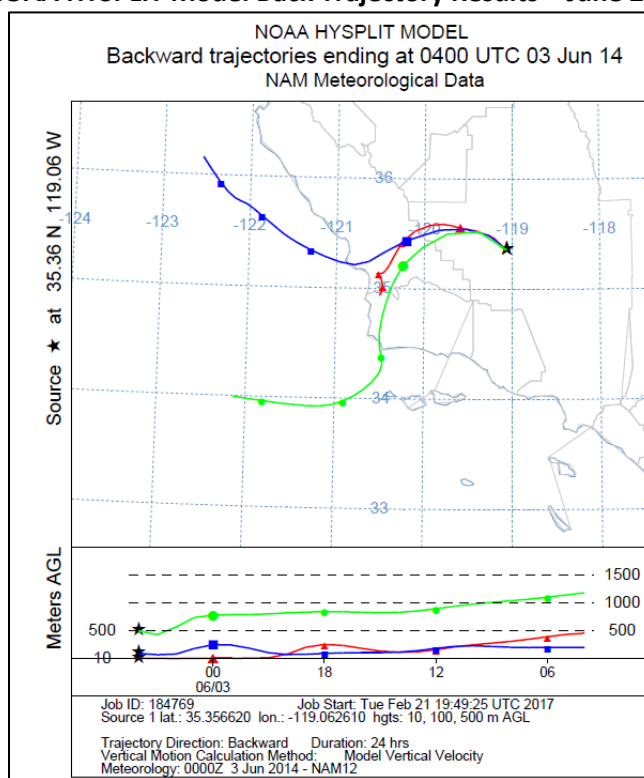 NOAA HYSPLIT MODEL
Backward trajectories ending at 0400 UTC 03 Jun 14
NAM Meteorological Data
Source ★ at 35.36 N 119.06 W
-124
-123
-122
-121
-120
-119
-118
36
35
34
33
Meters AGL
1500
1000
500
500
10
00
18
12
06
06/03
Job ID: 184769 Job Start: Tue Feb 21 19:49:25 UTC 2017
Source 1 lat.: 35.356620 lon.: -119.062610 hgts: 10, 100, 500 m AGL
Trajectory Direction: Backward Duration: 24 hrs
Vertical Motion Calculation Method: Model Vertical Velocity
Meteorology: 0000Z 3 Jun 2014 - NAM12